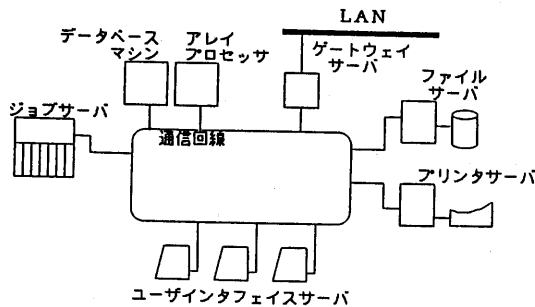 LAN
データベース
マシン
アレイ
プロセッサ
ゲートウェイ
サーバ
ファイル
サーバ
ジョブサーバ
通信回線
プリンタサーバ
ユーザインタフェイスサーバ